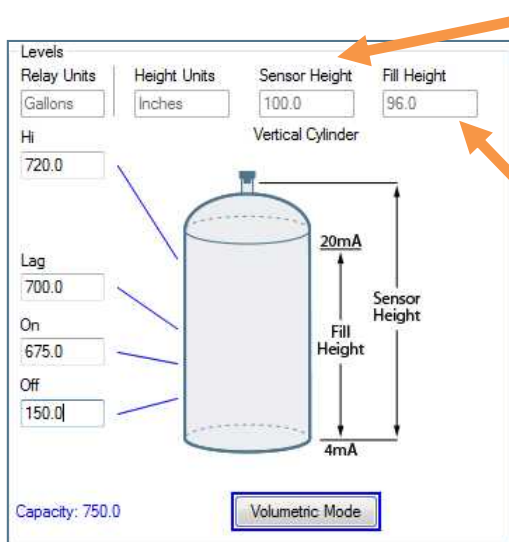 Levels
Relay Units Height Units Sensor Height Fill Height
Gallons Inches 100.0 96.0
Hi Vertical Cylinder
720.0
20mA
Lag
700.0
Sensor
Height
On
Fill
Height
675.0
Off
150.0
4mA
Capacity: 750.0 Volumetric Mode